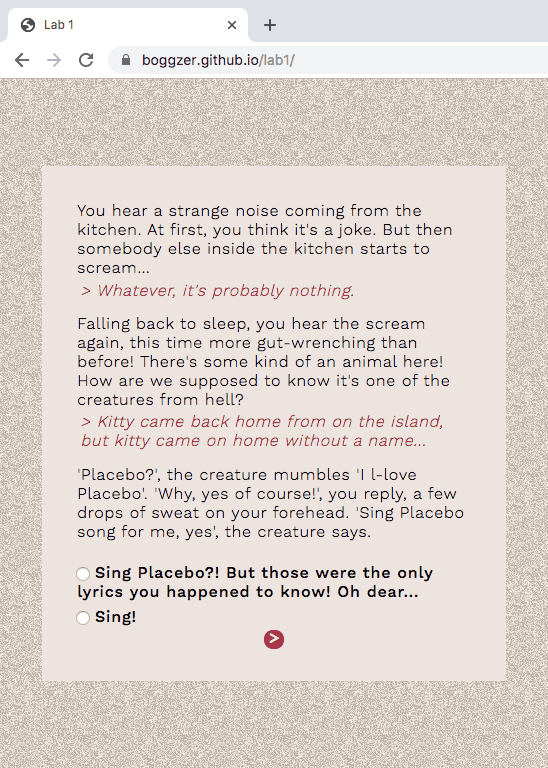 Lab 1
boggzer.github.io/lab1/
You hear a strange noise coming from the
kitchen. At first, you think it's a joke. But then
somebody else inside the kitchen starts to
scream...
> Whatever, it's probably nothing.
Falling back to sleep, you hear the scream
again, this time more gut-wrenching than
before! There's some kind of an animal here!
How are we supposed to know it's one of the
creatures from hell?
> Kitty came back home from on the island,
but kitty came on home without a name...
'Placebo?', the creature mumbles 'I l-love
Placebo'. 'Why, yes of course!', you reply, a few
drops of sweat on your forehead. 'Sing Placebo
song for me, yes', the creature says.
Sing Placebo?! But those were the only
lyrics you happened to know! Oh dear...
Sing!
>